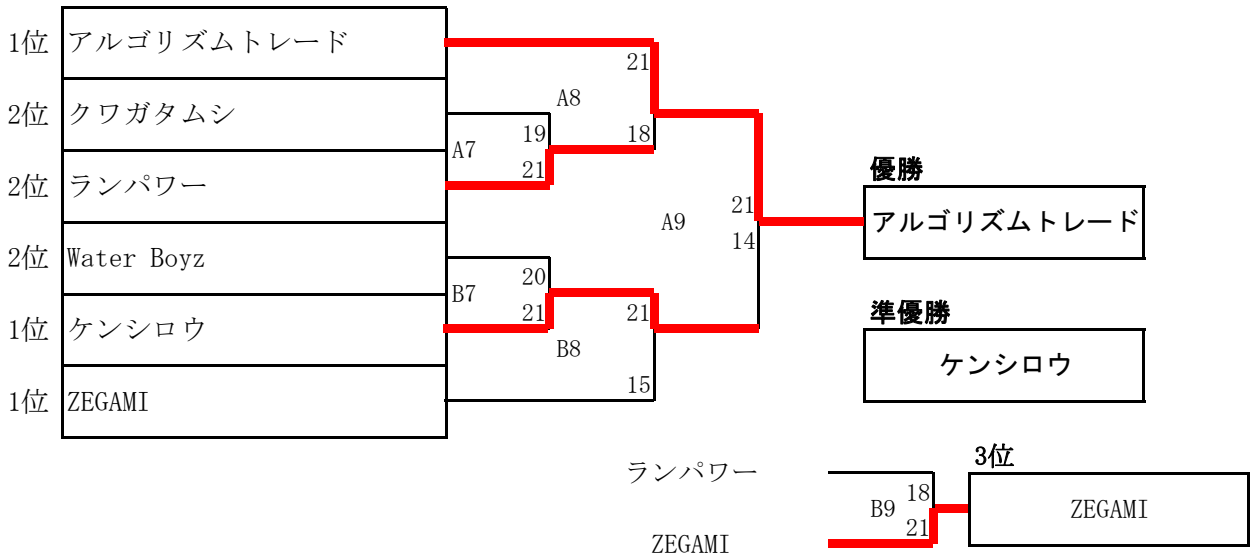 1位 アルゴリズムトレード
21
A8
2位 クワガタムシ
19
18
A7
21
2位 ランパワー
優勝
21
A9
アルゴリズムトレード
14
2位 Water Boyz
20
B7
21
21
準優勝
1位 ケンシロウ
B8
ケンシロウ
15
1位 ZEGAMI
3位
ランパワー
18
B9
ZEGAMI
21
ZEGAMI